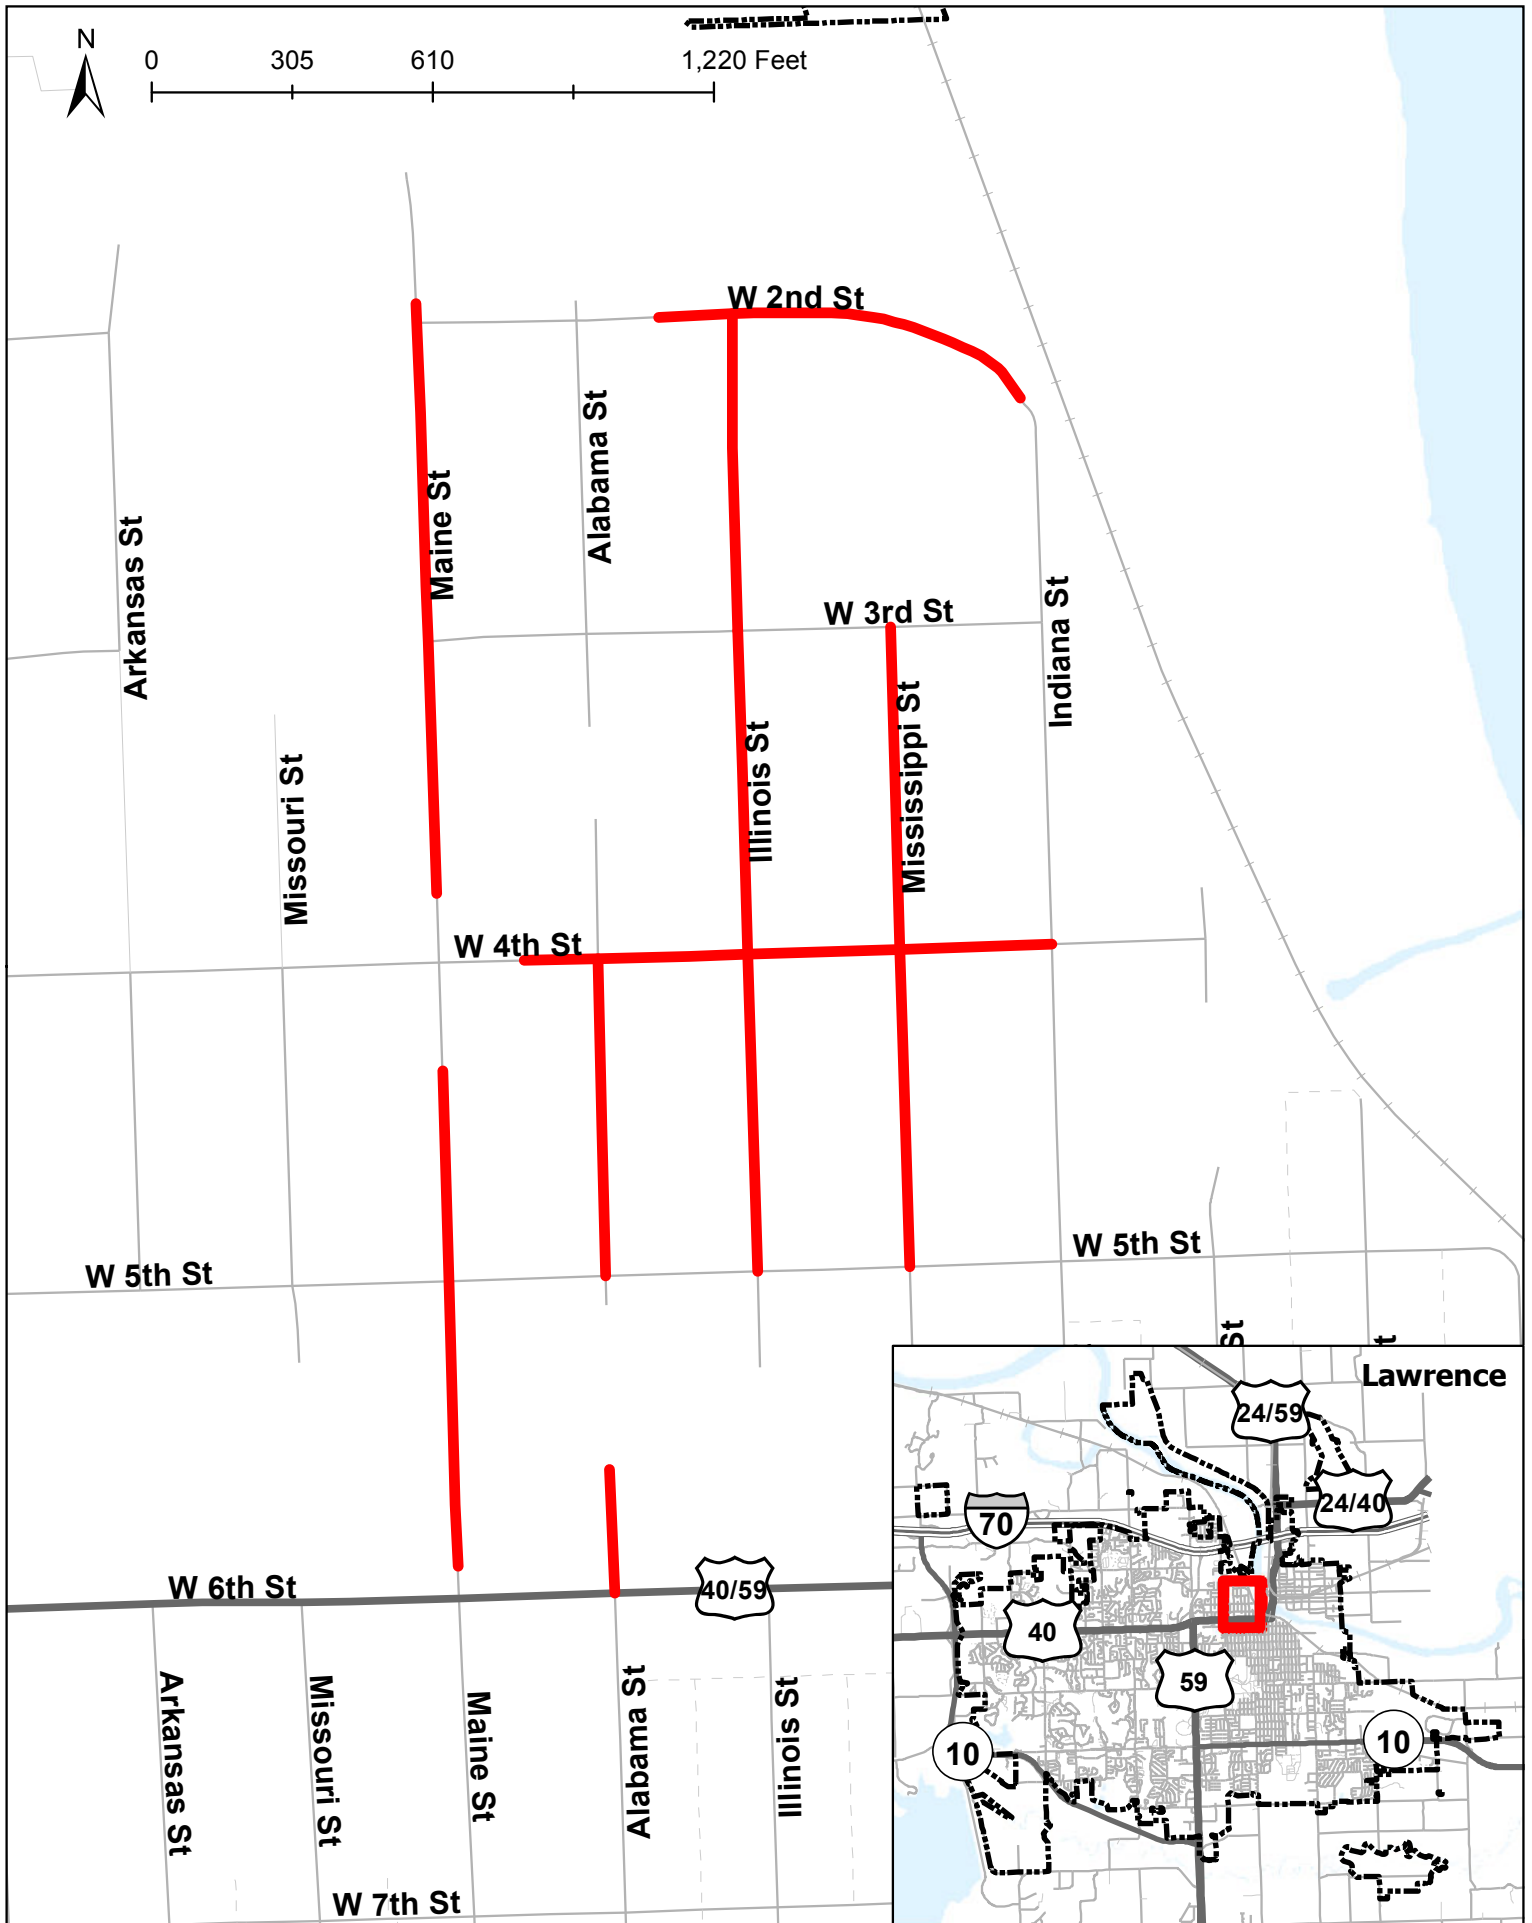 N
0 305 610 1,220 Feet
W 2nd St
Alabama St
Maine St
Arkansas St
W 3rd St
Indiana St
Mississippi St
Illinois St
Missouri St
W 4th St
W 5th St
W 5th St
St
t
Lawrence
24/59
24/40
70
W 6th St
40/59
40
59
Arkansas St
Missouri St
Maine St
Alabama St
Illinois St
10
10
W 7th St